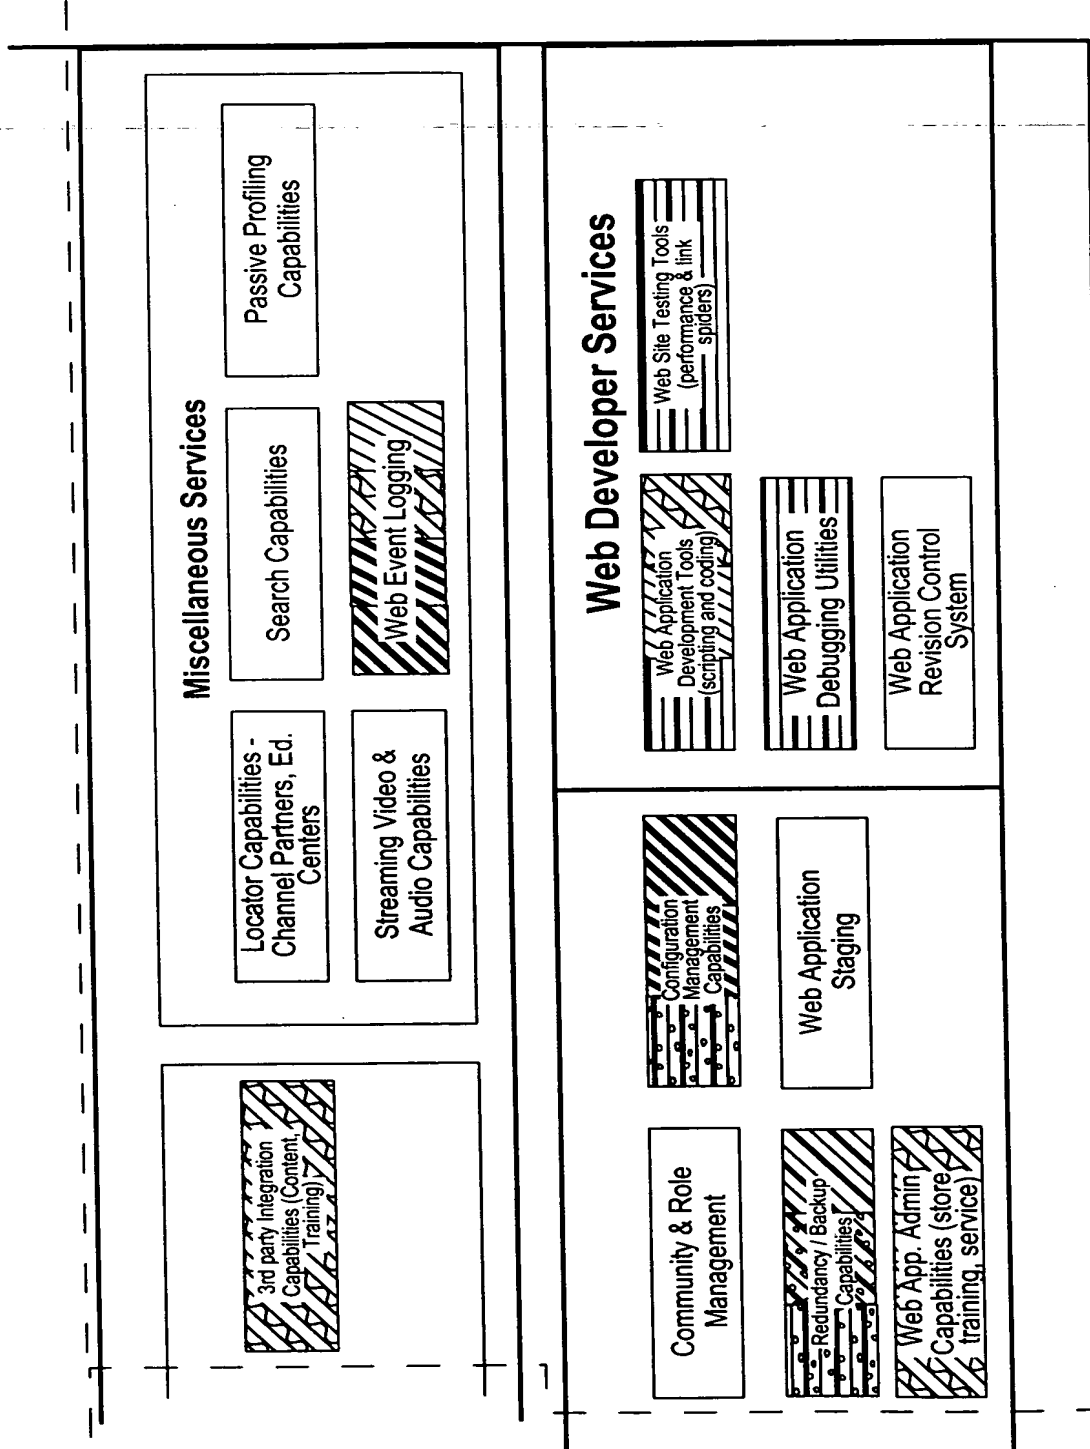 Miscellaneous Services
Locator Capabilities -
Channel Partners, Ed.
Centers
Search Capabilities
Passive Profiling
Capabilities
Streaming Video &
Audio Capabilities
Web Event Logging
3rd party Integration
Capabilities (Content,
Training)
Web Developer Services
Web Application
Development Tools
(scripting and coding)
Web Site Testing Tools
(performance & link
spiders)
Web Application
Debugging Utilities
Web Application
Revision Control
System
Community & Role
Management
Configuration
Management
Capabilities
Redundancy / Backup
Capabilities
Web Application
Staging
Web App. Admin
Capabilities (store
training, service)